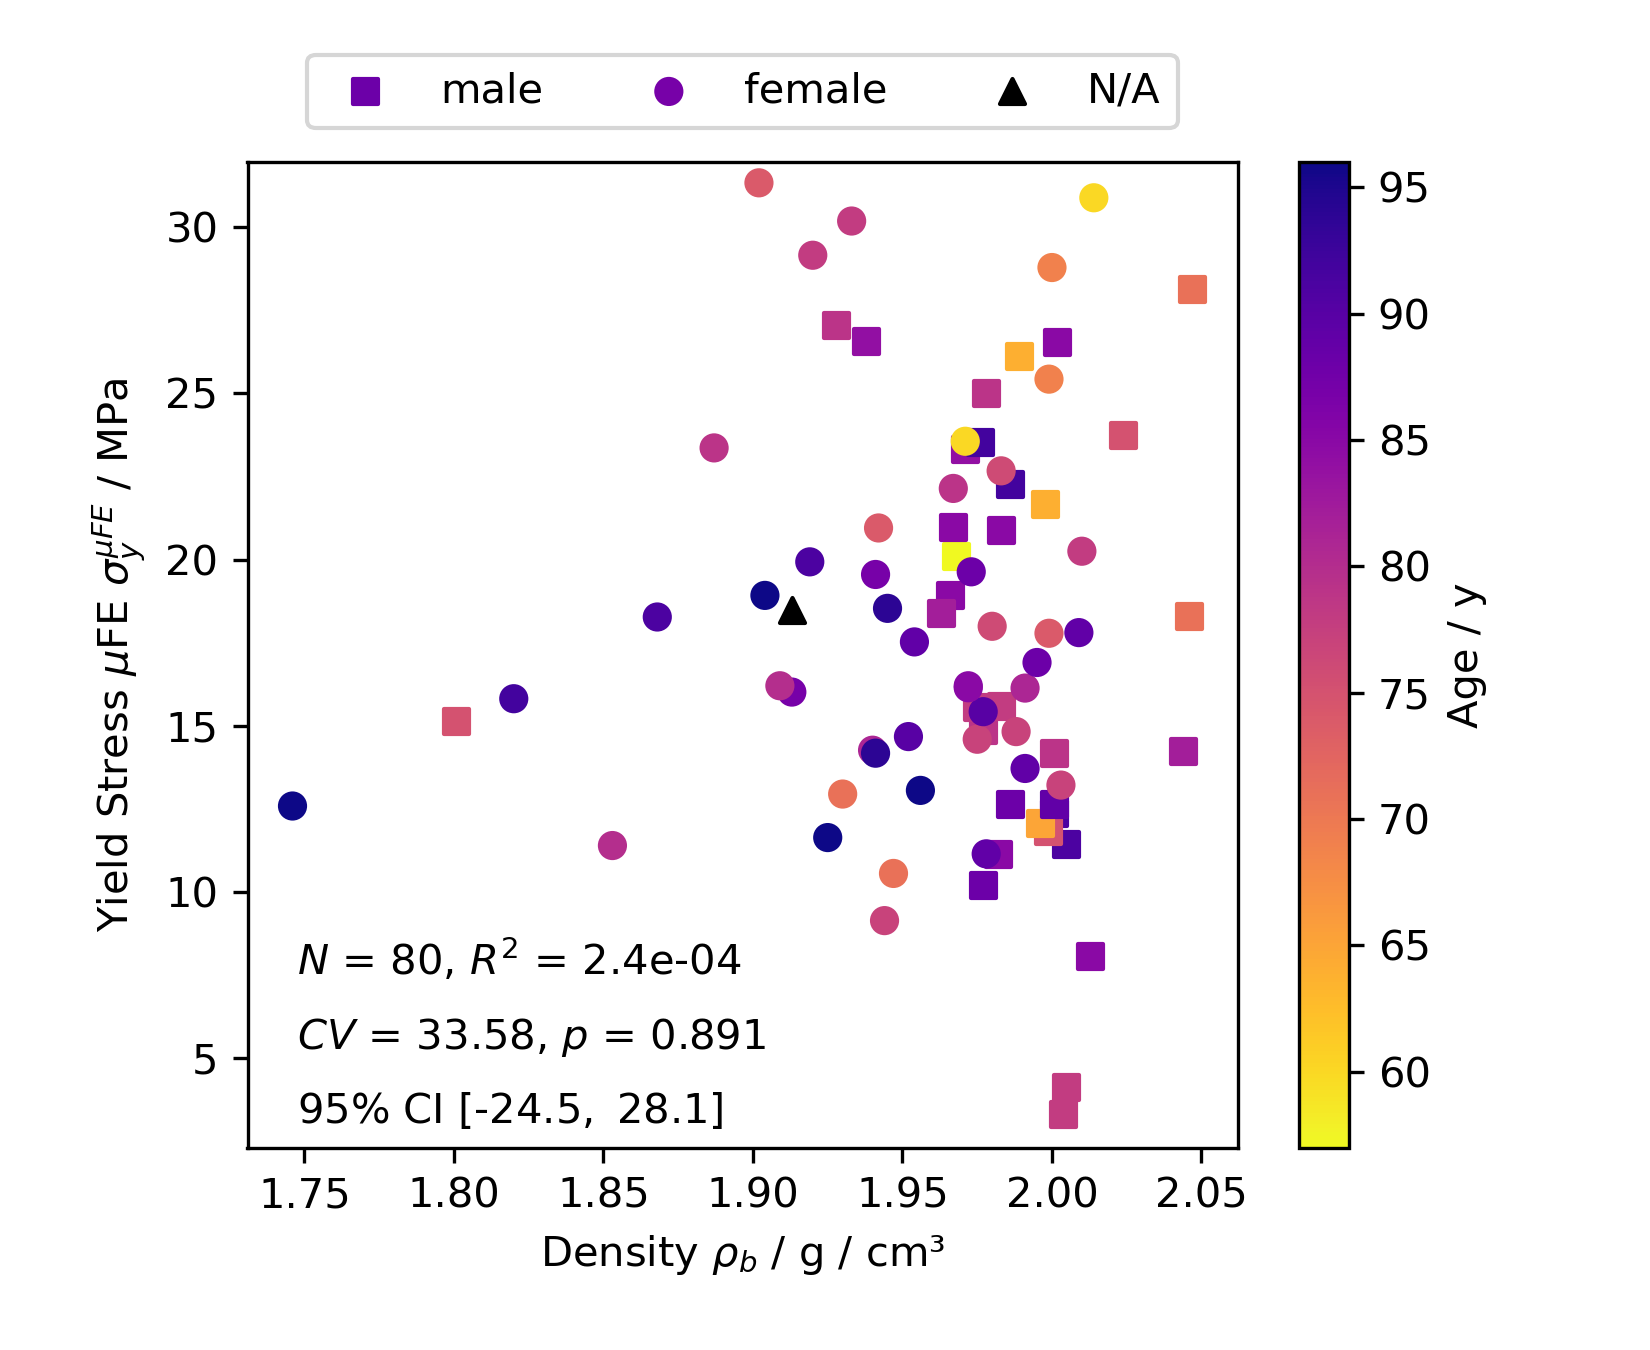 male female N/A
30
25
20
15
10
5
Yield Stress μFE σ_y^{μFE} / MPa
N = 80, R² = 2.4e-04
CV = 33.58, p = 0.891
95% CI [-24.5, 28.1]
1.75 1.80 1.85 1.90 1.95 2.00 2.05
Density ρ_b / g / cm³
95
90
85
80
75
70
65
60
Age / y